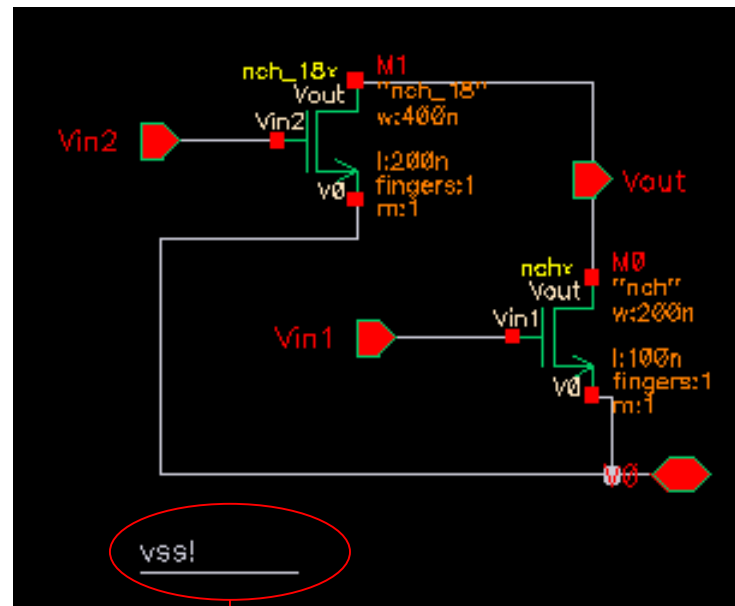 nch_18*
M1
Vout
"nch_18"
w:400n
Vin2
Vin2
l:200n
V0
fingers:1
m:1
Vout
nch*
M0
Vout
"nch"
w:200n
Vin1
Vin1
l:100n
V0
fingers:1
m:1
V0
vss!